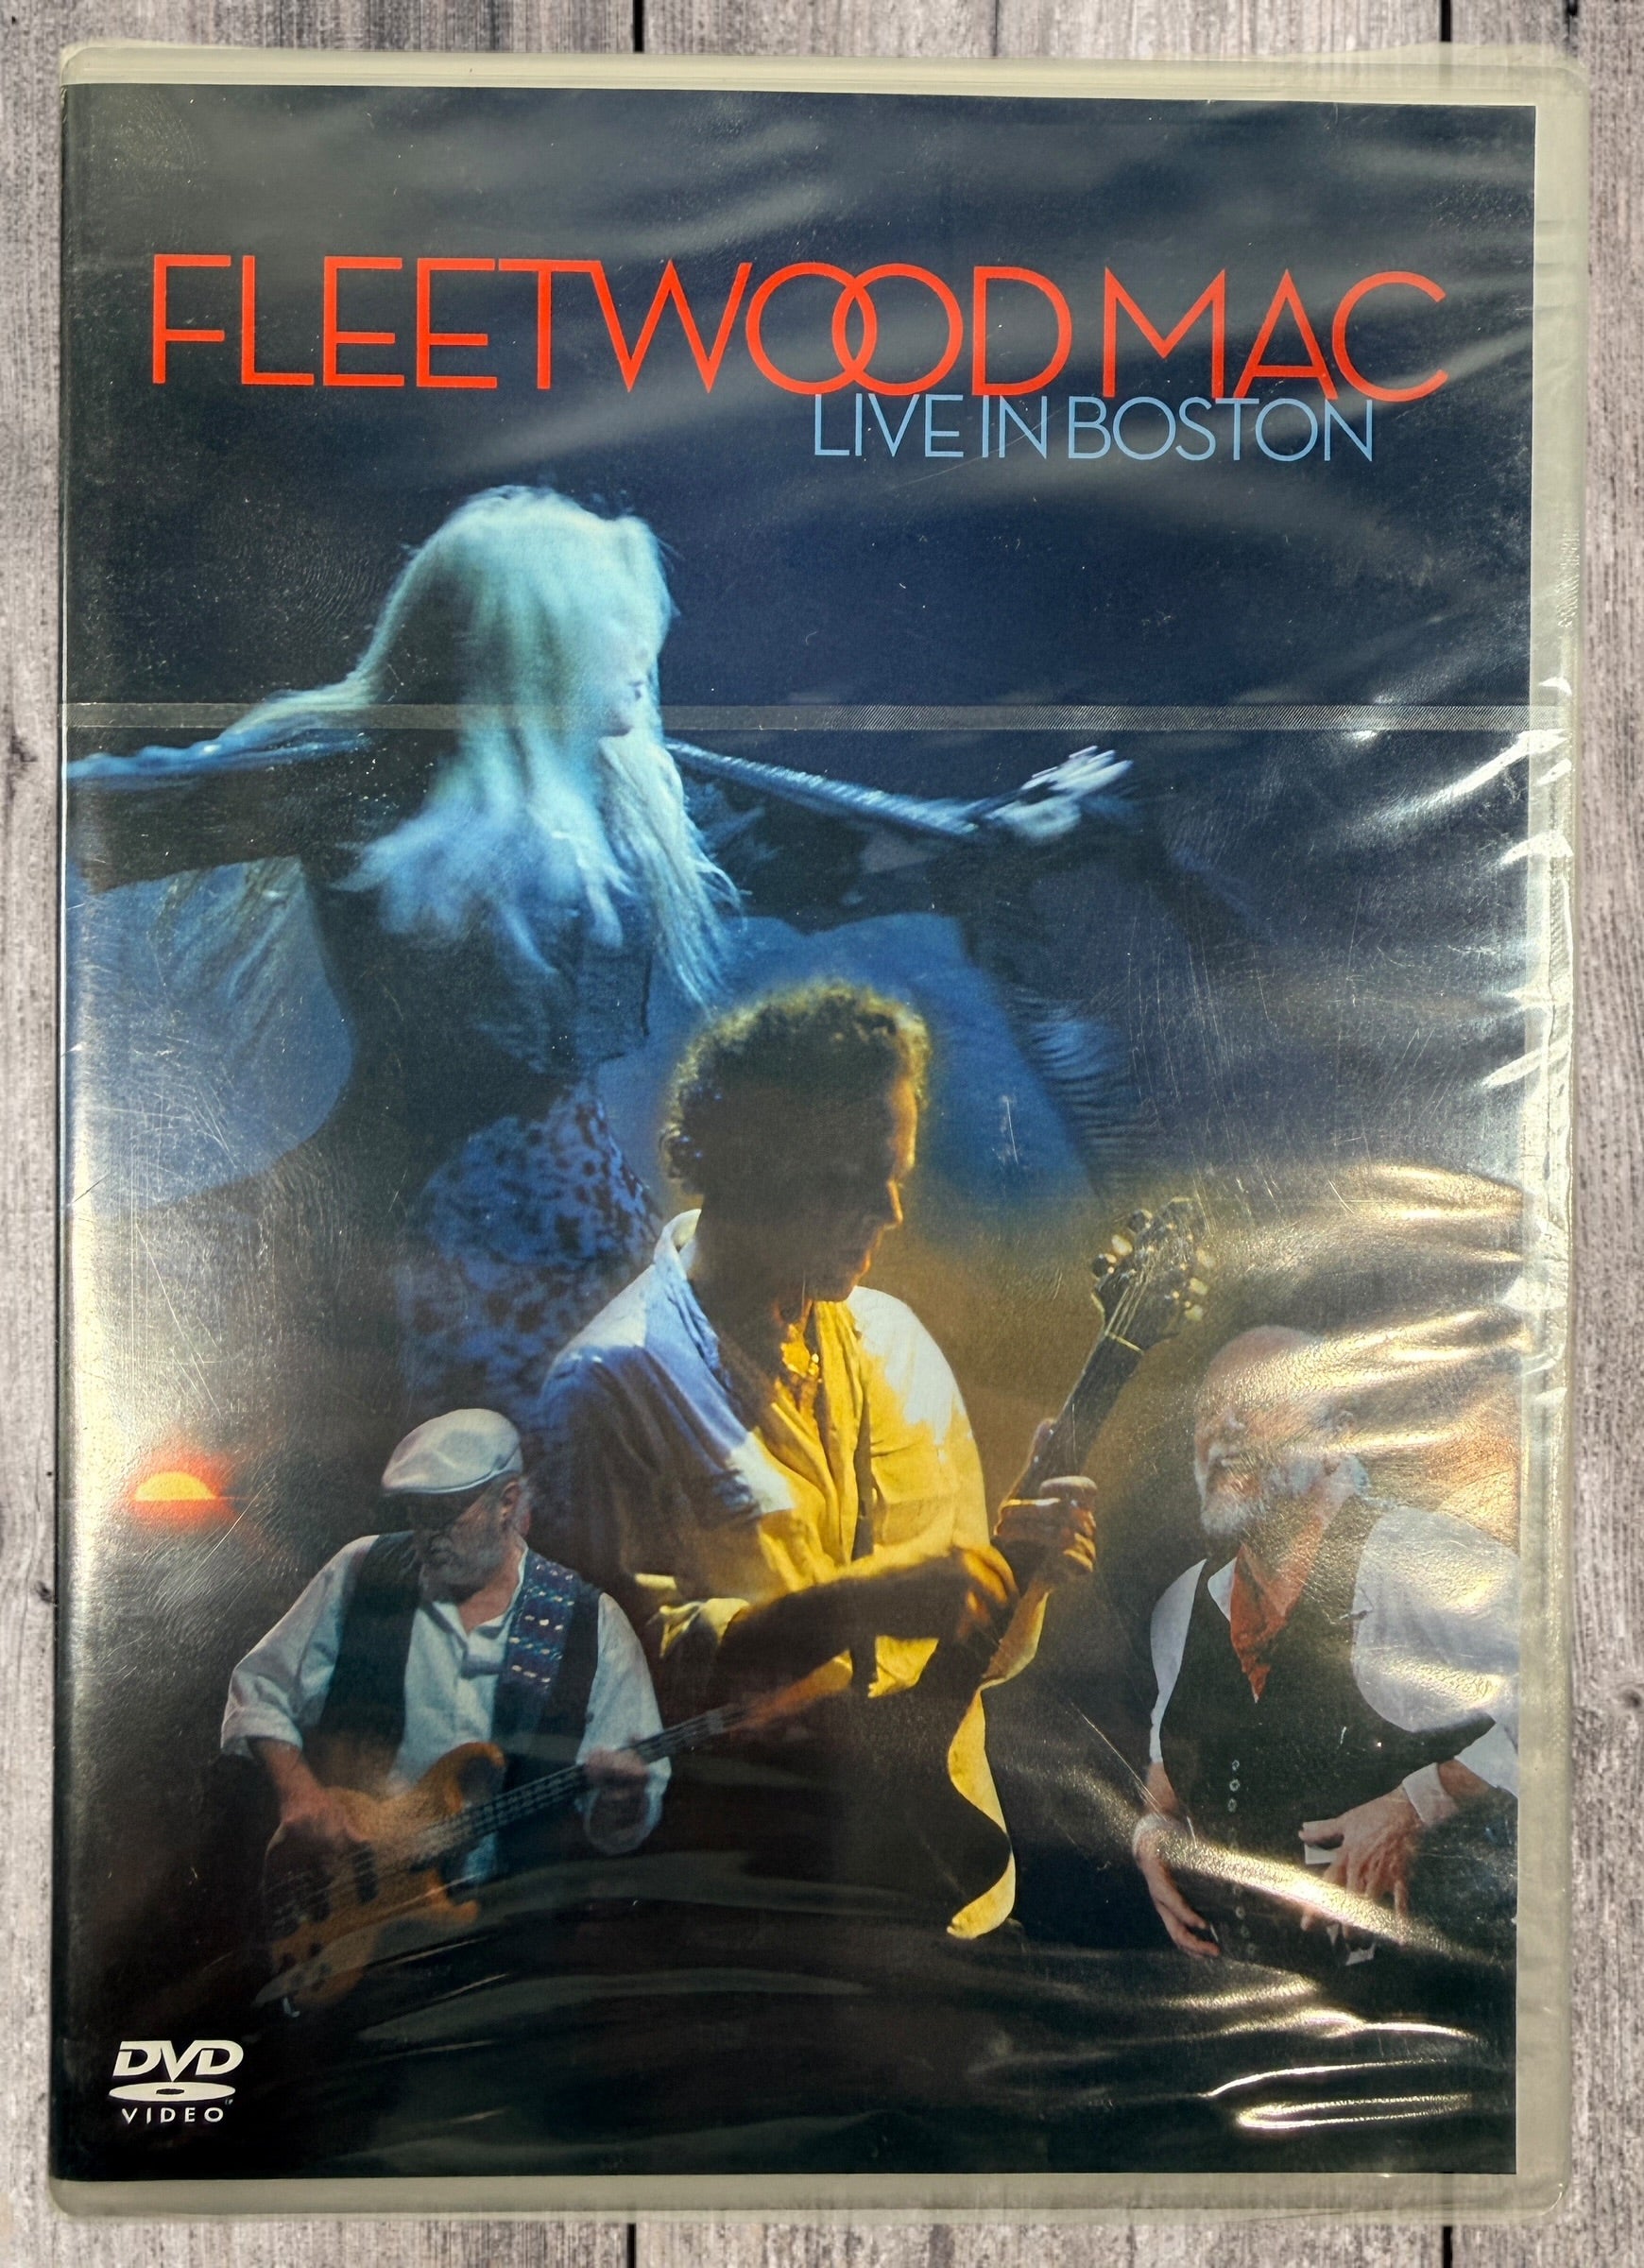 FLEETWOOD MAC
LIVE IN BOSTON
DVD
VIDEO